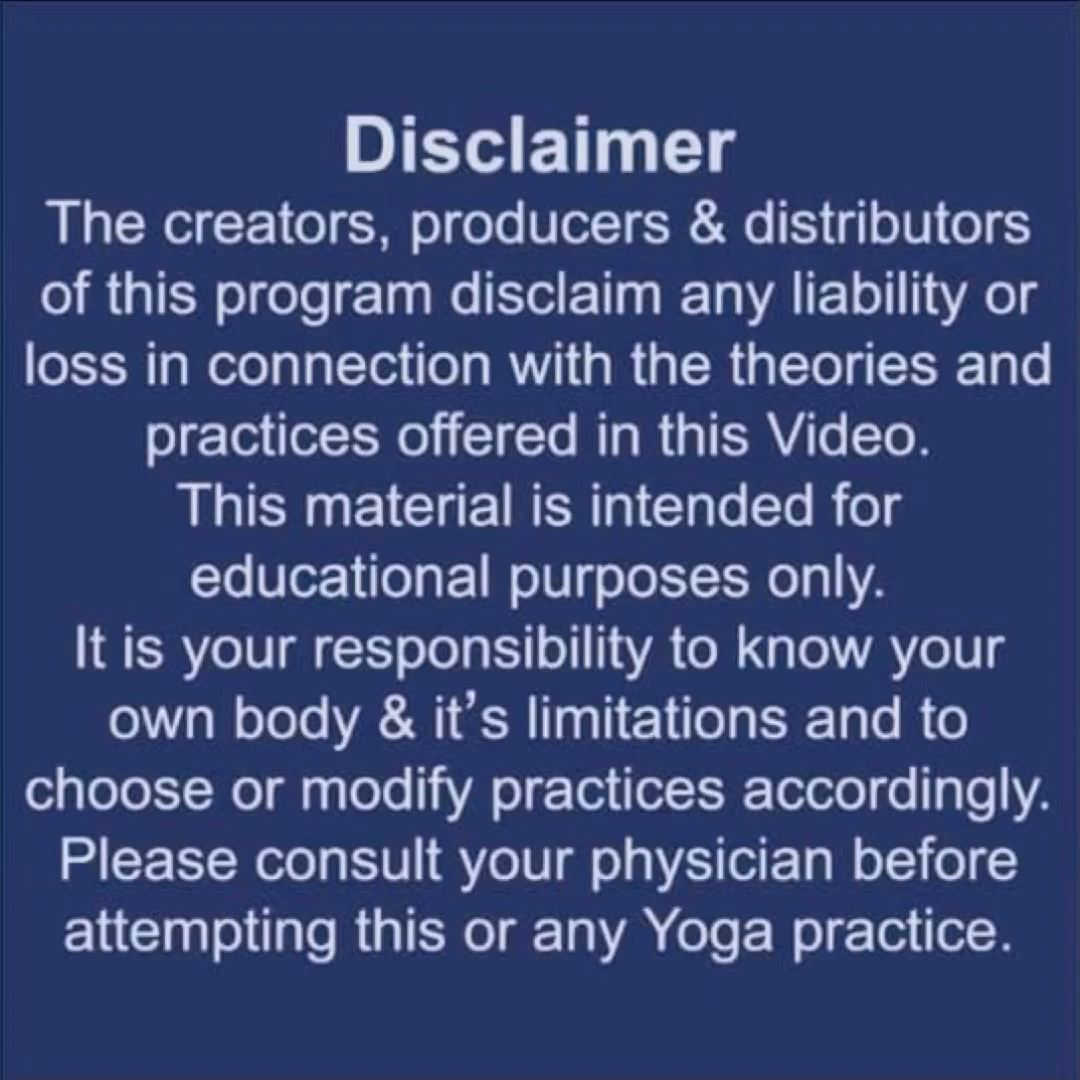 Disclaimer
The creators, producers & distributors
of this program disclaim any liability or
loss in connection with the theories and
practices offered in this Video.
This material is intended for
educational purposes only.
It is your responsibility to know your
own body & it’s limitations and to
choose or modify practices accordingly.
Please consult your physician before
attempting this or any Yoga practice.